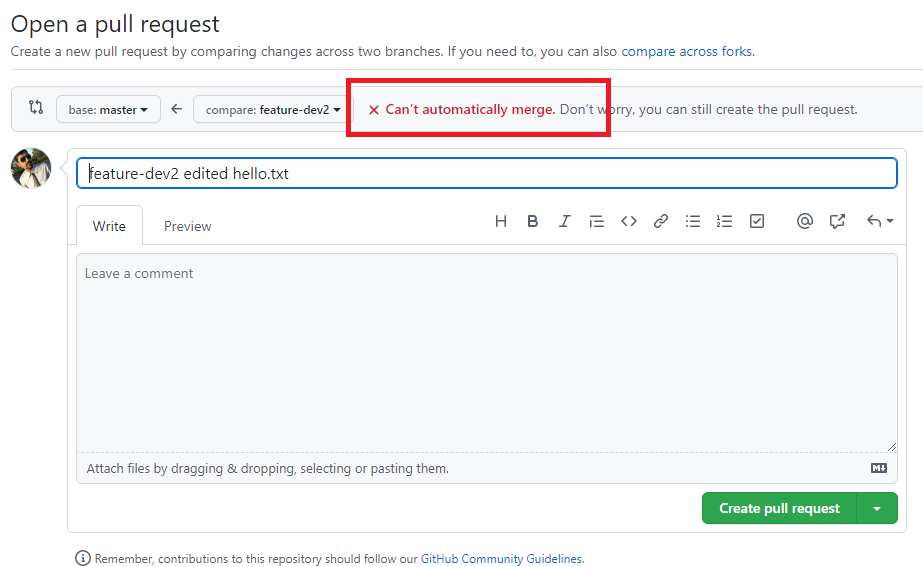 Open a pull request
Create a new pull request by comparing changes across two branches. If you need to, you can also compare across forks.
base: master
compare: feature-dev2
Can’t automatically merge. Don’t worry, you can still create the pull request.
feature-dev2 edited hello.txt
Write
Preview
Leave a comment
Attach files by dragging & dropping, selecting or pasting them.
Create pull request
Remember, contributions to this repository should follow our GitHub Community Guidelines.